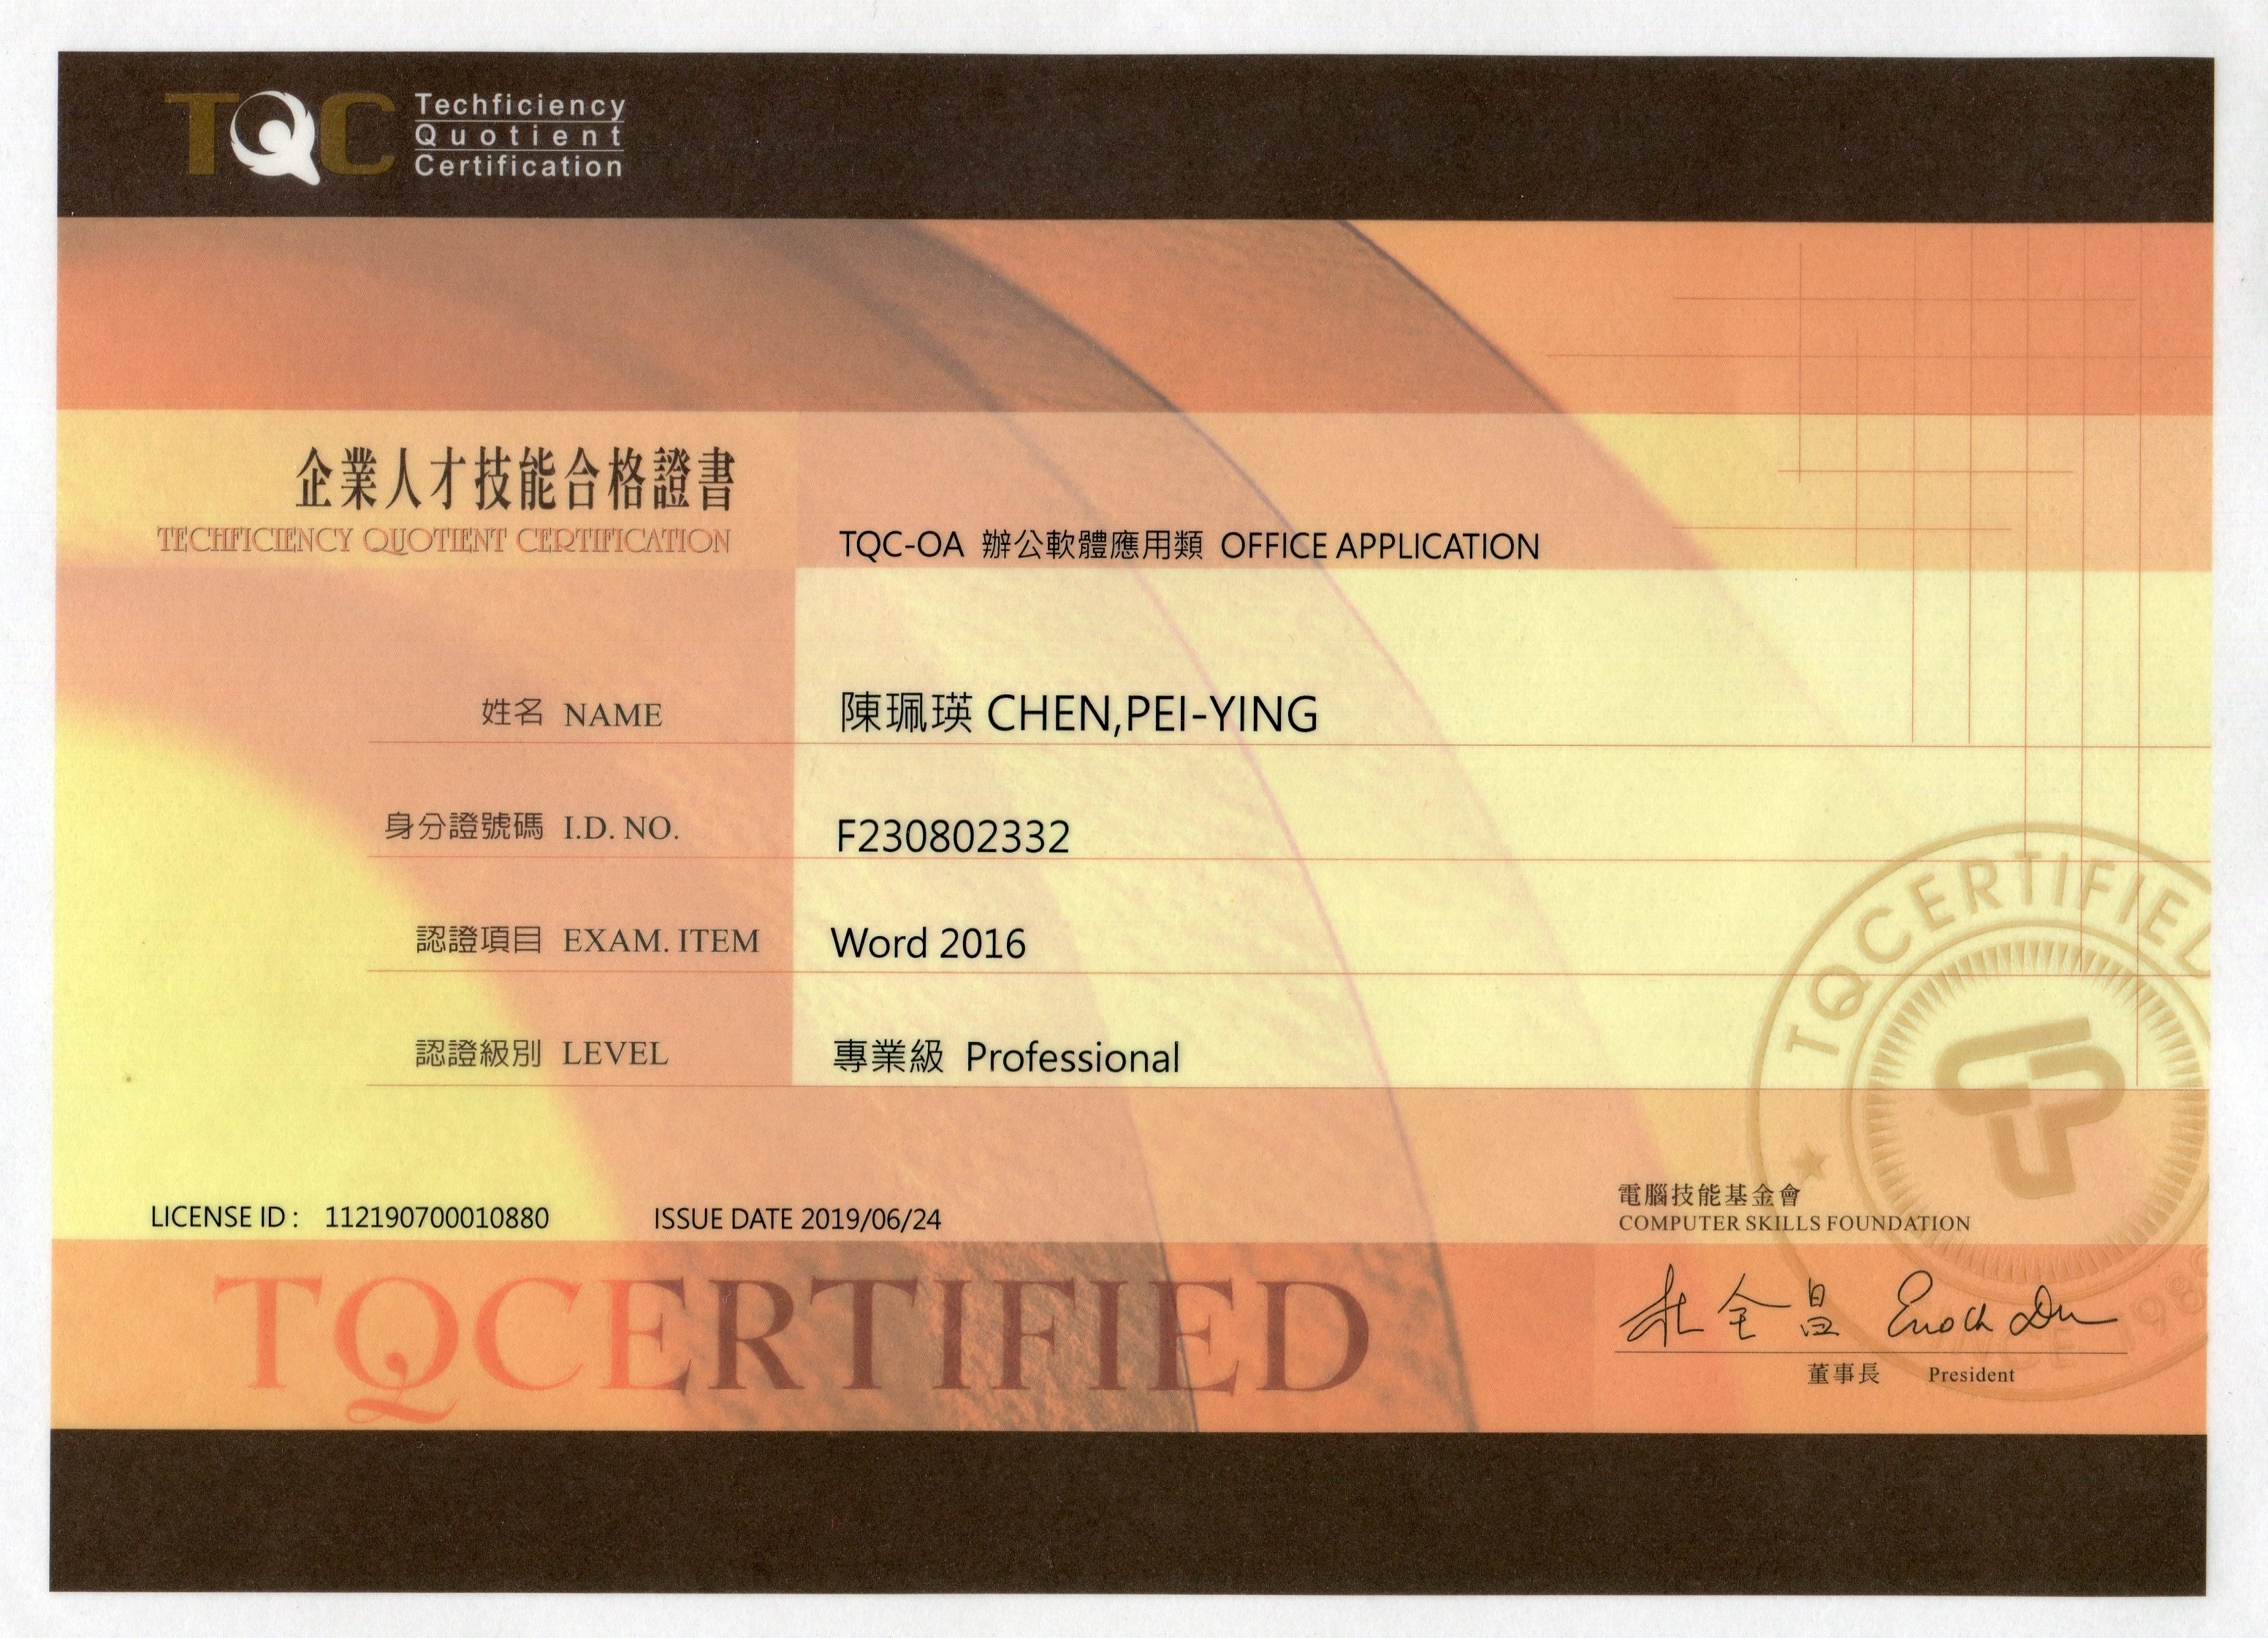 TQC Techficiency
Quotient
Certification
企業人才技能合格證書
TECHFICIENCY QUOTIENT CERTIFICATION
TQC-OA 辦公軟體應用類 OFFICE APPLICATION
姓名 NAME 陳珮瑛 CHEN,PEI-YING
身分證號碼 I.D. NO. F230802332
認證項目 EXAM. ITEM Word 2016
認證級別 LEVEL 專業級 Professional
TQCERTIFIED
LICENSE ID : 112190700010880 ISSUE DATE 2019/06/24
電腦技能基金會
COMPUTER SKILLS FOUNDATION
TQCERTIFIED
杜全昌 Enoch Du
董事長 President